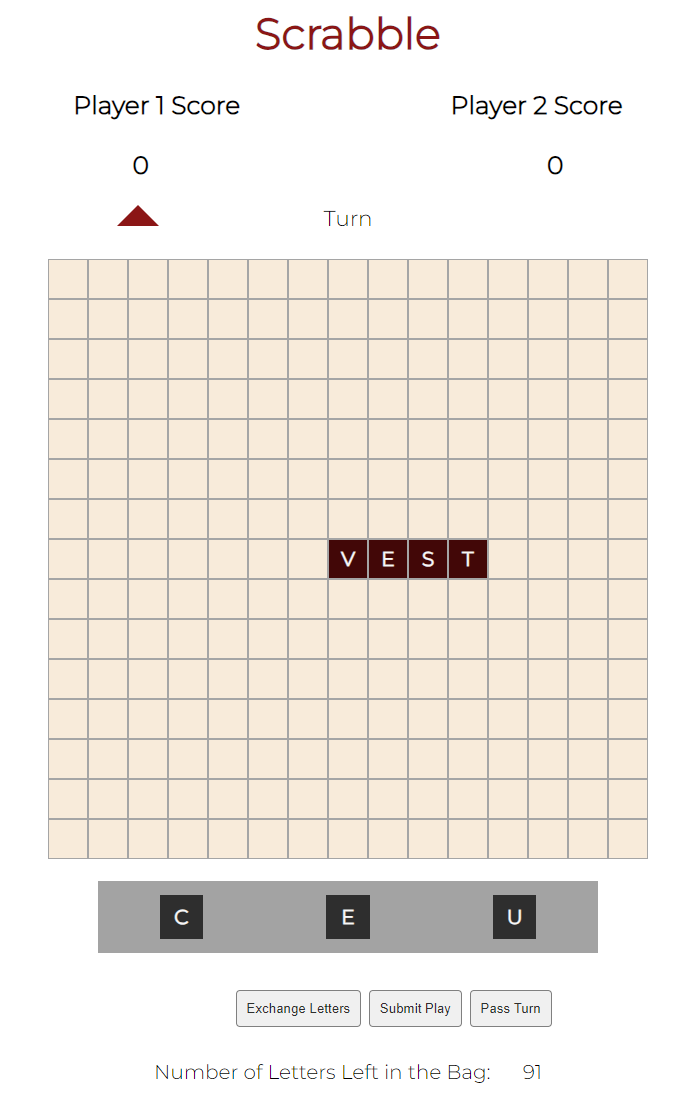 Scrabble
Player 1 Score Player 2 Score
0 0
Turn
V E S T
C E U
Exchange Letters Submit Play Pass Turn
Number of Letters Left in the Bag: 91